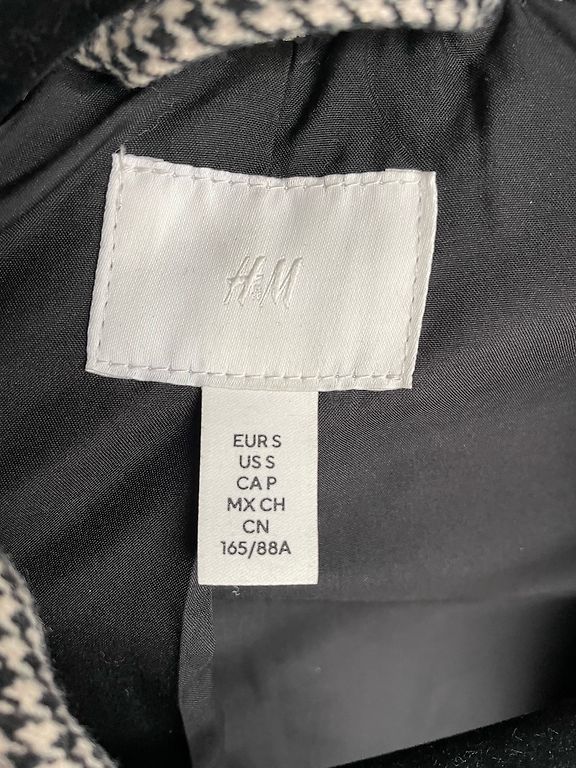 H&M
EUR S
US S
CA P
MX CH
CN
165/88A